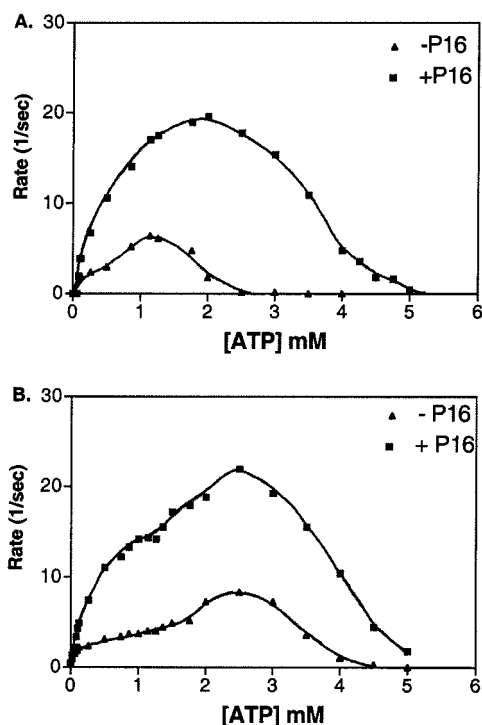 A.
30
-P16
+P16
20
Rate (1/sec)
10
0
0 1 2 3 4 5 6
[ATP] mM
B.
30
- P16
+ P16
20
Rate (1/sec)
10
0
0 1 2 3 4 5 6
[ATP] mM